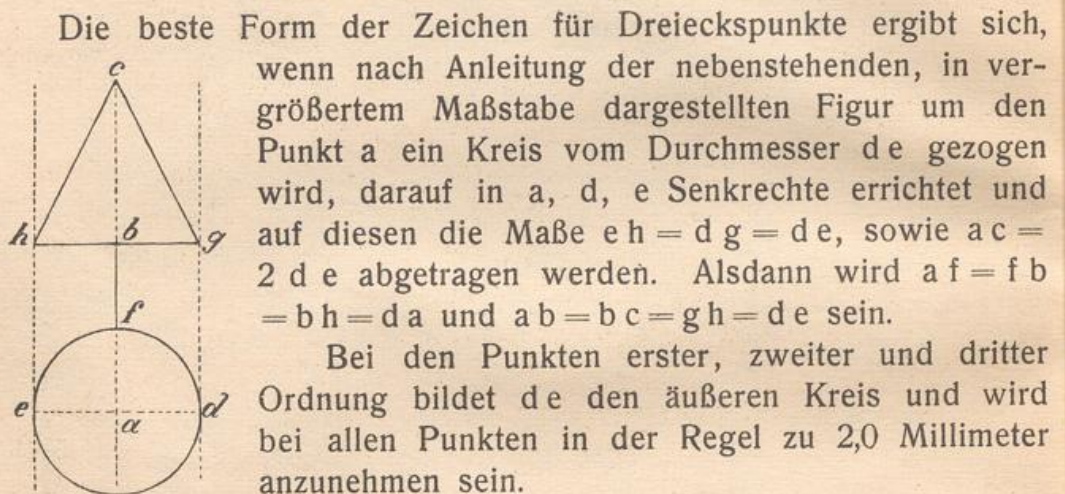 Die beste Form der Zeichen für Dreieckspunkte ergibt sich,
wenn nach Anleitung der nebenstehenden, in ver-
größertem Maßstabe dargestellten Figur um den
Punkt a ein Kreis vom Durchmesser d e gezogen
wird, darauf in a, d, e Senkrechte errichtet und
auf diesen die Maße e h = d g = d e, sowie a c =
2 d e abgetragen werden. Alsdann wird a f = f b
= b h = d a und a b = b c = g h = d e sein.
Bei den Punkten erster, zweiter und dritter
Ordnung bildet d e den äußeren Kreis und wird
bei allen Punkten in der Regel zu 2,0 Millimeter
anzunehmen sein.
c
h b g
f
e d
a